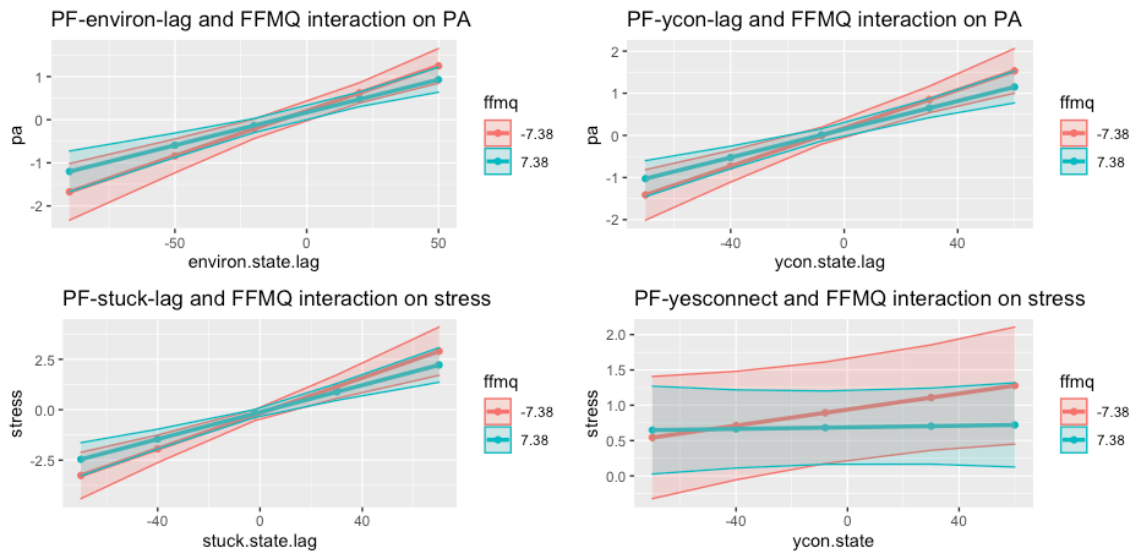 PF-environ-lag and FFMQ interaction on PA
pa
1
0
-1
-2
-50
0
50
environ.state.lag
ffmq
-7.38
7.38
PF-ycon-lag and FFMQ interaction on PA
pa
2
1
0
-1
-2
-40
0
40
ycon.state.lag
ffmq
-7.38
7.38
PF-stuck-lag and FFMQ interaction on stress
stress
2.5
0.0
-2.5
-40
0
40
stuck.state.lag
ffmq
-7.38
7.38
PF-yesconnect and FFMQ interaction on stress
stress
2.0
1.5
1.0
0.5
0.0
-40
0
40
ycon.state
ffmq
-7.38
7.38